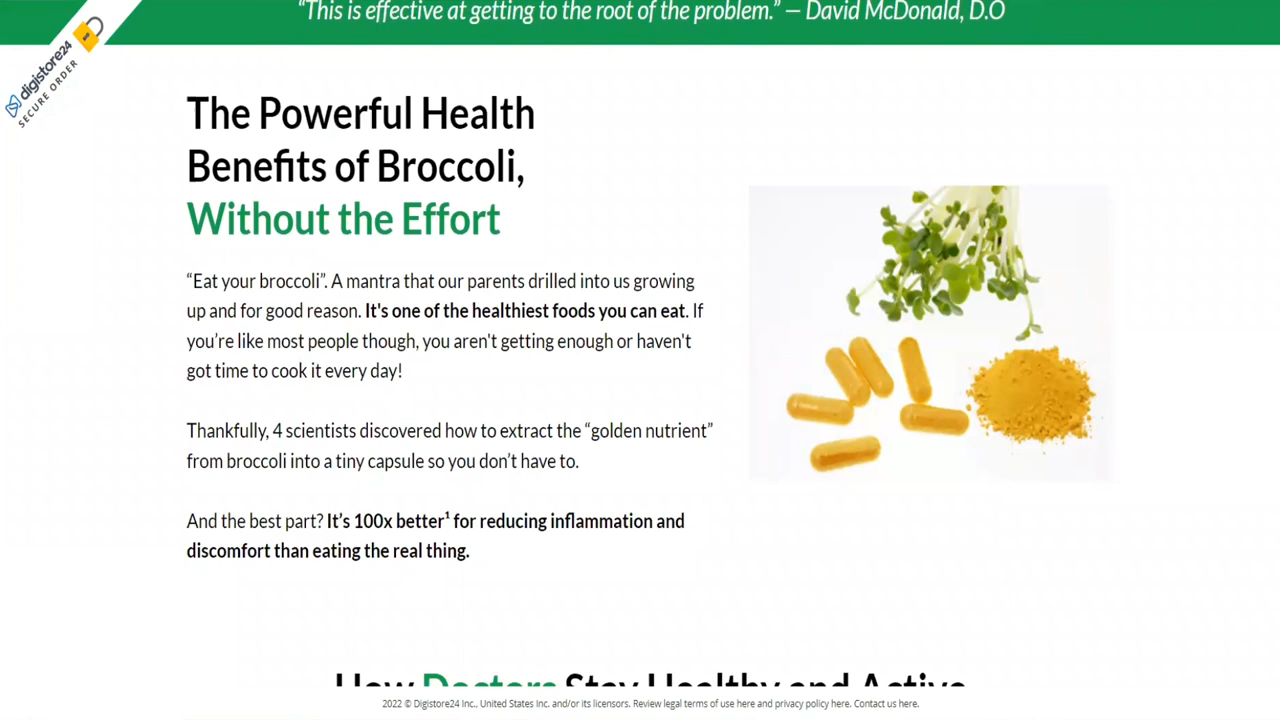 “This is effective at getting to the root of the problem.” — David McDonald, D.O
digistore24
SECURE ORDER
The Powerful Health
Benefits of Broccoli,
Without the Effort
“Eat your broccoli”. A mantra that our parents drilled into us growing
up and for good reason. It's one of the healthiest foods you can eat. If
you’re like most people though, you aren't getting enough or haven't
got time to cook it every day!
Thankfully, 4 scientists discovered how to extract the “golden nutrient”
from broccoli into a tiny capsule so you don’t have to.
And the best part? It’s 100x better¹ for reducing inflammation and
discomfort than eating the real thing.
How Doctors Stay Healthy and Active
2022 © Digistore24 Inc., United States Inc. and/or its licensors. Review legal terms of use here and privacy policy here. Contact us here.